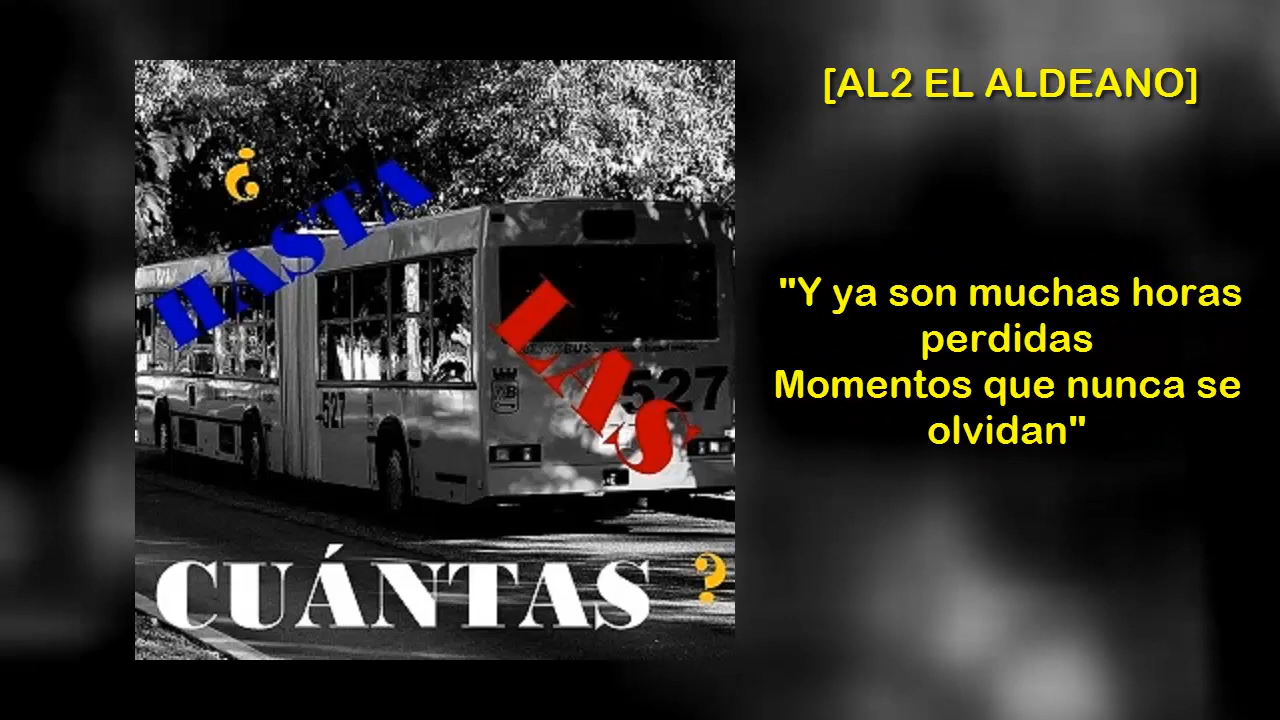 ¿
HASTA
LAS
527
527
CUÁNTAS ?
[AL2 EL ALDEANO]
"Y ya son muchas horas
perdidas
Momentos que nunca se
olvidan"